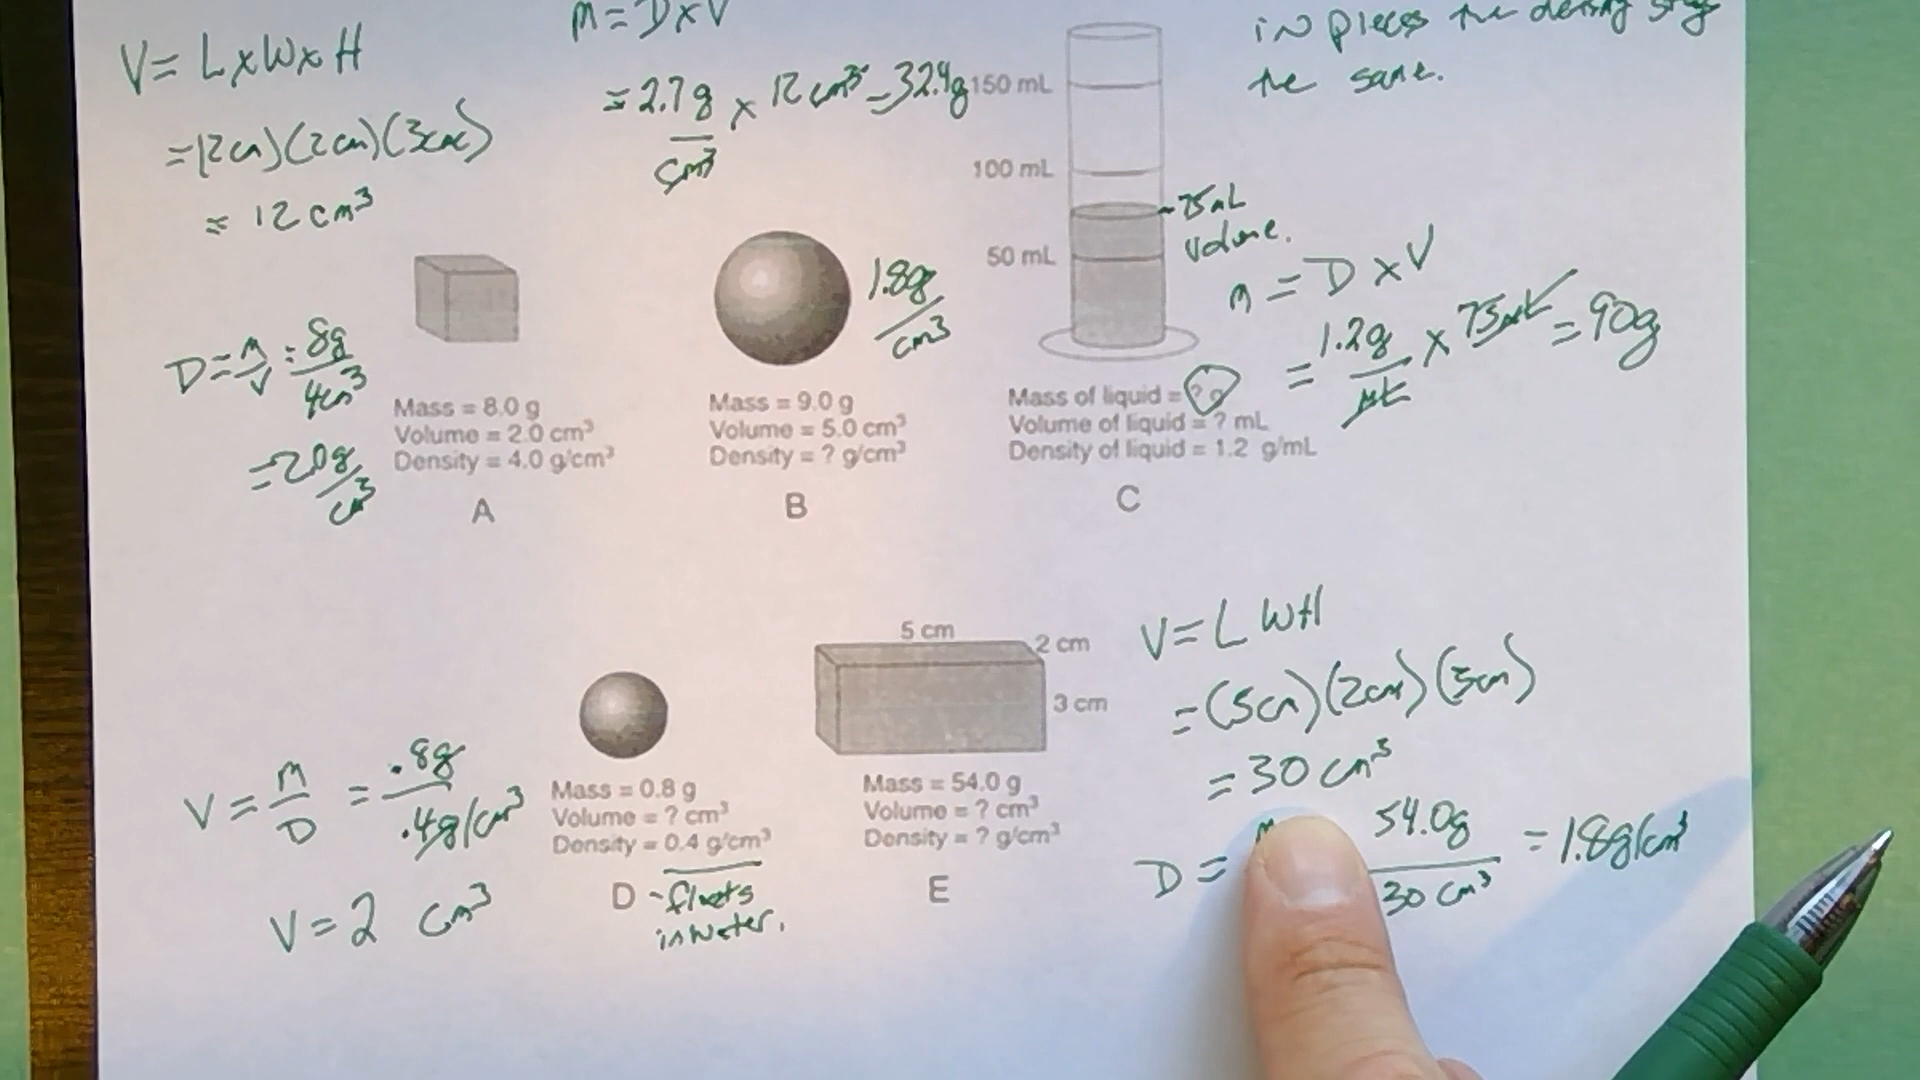 M = D x V
in pieces the density stays
the same.
V = L x W x H
= (2cm)(2cm)(3cm)
= 12 cm³
= 2.7g/cm³ x 12 cm³ = 32.4g
150 mL
100 mL
~75mL
volume.
50 mL
1.8g/cm³
m = D x V
= 1.2g/mL x 75mL = 90g
D = m/v = 8g/4cm³
= 2.0g/cm³
Mass = 8.0 g
Volume = 2.0 cm³
Density = 4.0 g/cm³
A
Mass = 9.0 g
Volume = 5.0 cm³
Density = ? g/cm³
B
Mass of liquid = ? g
Volume of liquid = ? mL
Density of liquid = 1.2 g/mL
C
V = m/D = .8g/.4g/cm³
V = 2 cm³
Mass = 0.8 g
Volume = ? cm³
Density = 0.4 g/cm³
D - floats
in water.
5 cm
2 cm
3 cm
Mass = 54.0 g
Volume = ? cm³
Density = ? g/cm³
E
V = L W H
= (5cm)(2cm)(3cm)
= 30 cm³
D = m 54.0g/30 cm³ = 1.8g/cm³